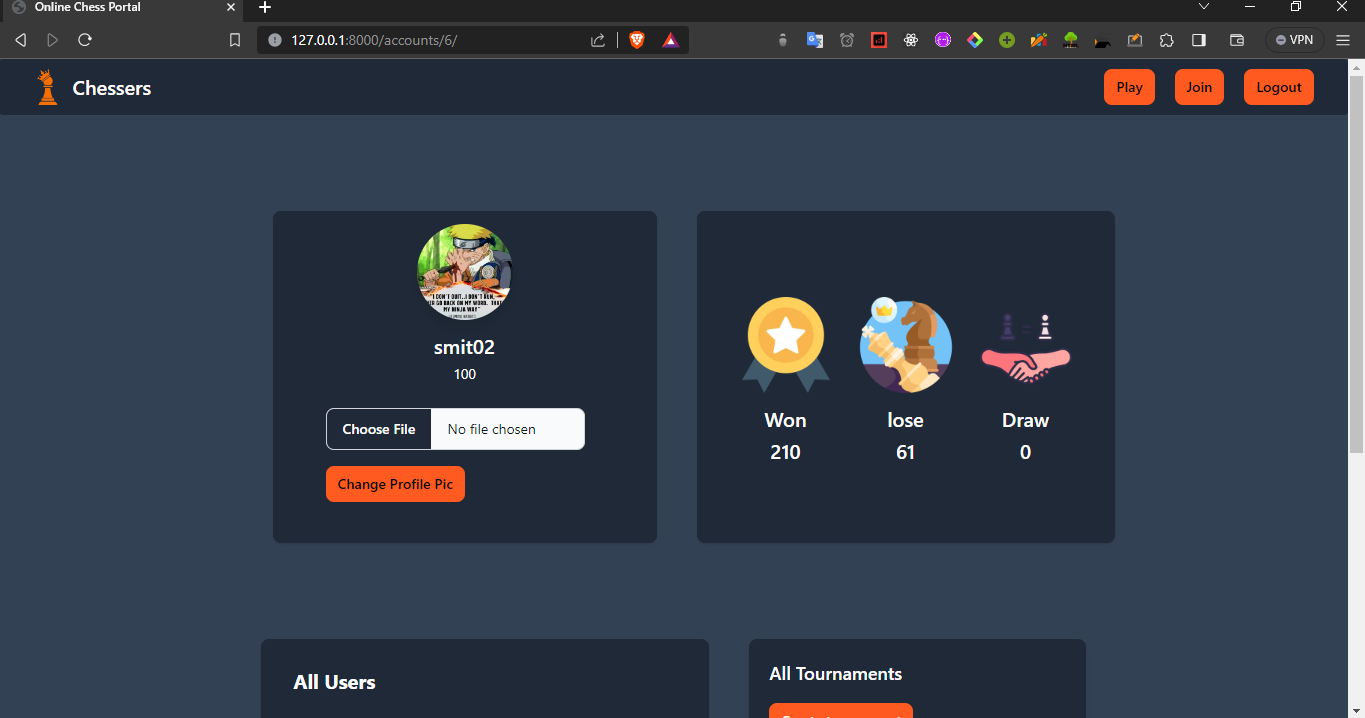 Online Chess Portal
127.0.0.1:8000/accounts/6/
VPN
Chessers
Play
Join
Logout
"I DON'T QUIT..I DON'T RUN,
GO BACK ON MY WORD. THAT
MY NINJA WAY"
smit02
100
Choose File No file chosen
Change Profile Pic
Won
210
lose
61
Draw
0
All Users
All Tournaments